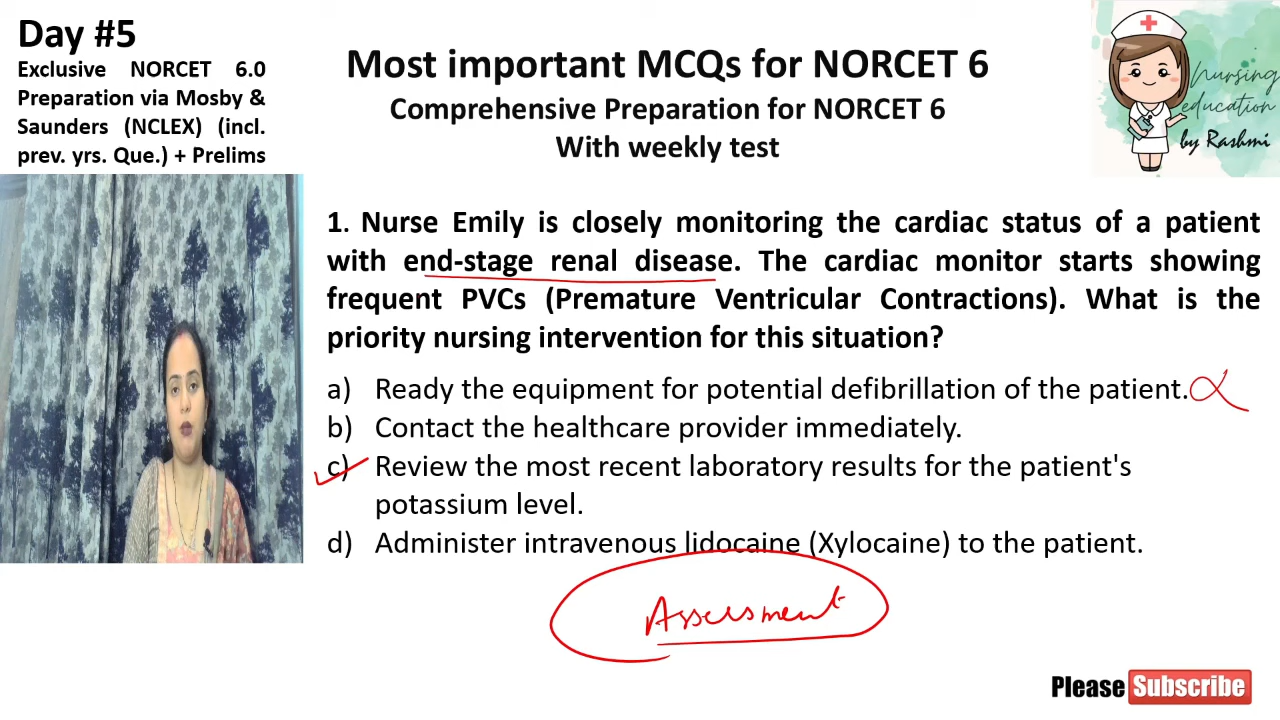 Day #5
Exclusive NORCET 6.0
Preparation via Mosby &
Saunders (NCLEX) (incl.
prev. yrs. Que.) + Prelims
Most important MCQs for NORCET 6
Comprehensive Preparation for NORCET 6
With weekly test
Nursing
education
by Rashmi
1. Nurse Emily is closely monitoring the cardiac status of a patient
with end-stage renal disease. The cardiac monitor starts showing
frequent PVCs (Premature Ventricular Contractions). What is the
priority nursing intervention for this situation?
a) Ready the equipment for potential defibrillation of the patient.
b) Contact the healthcare provider immediately.
c) Review the most recent laboratory results for the patient's
potassium level.
d) Administer intravenous lidocaine (Xylocaine) to the patient.
Assessment
Please Subscribe